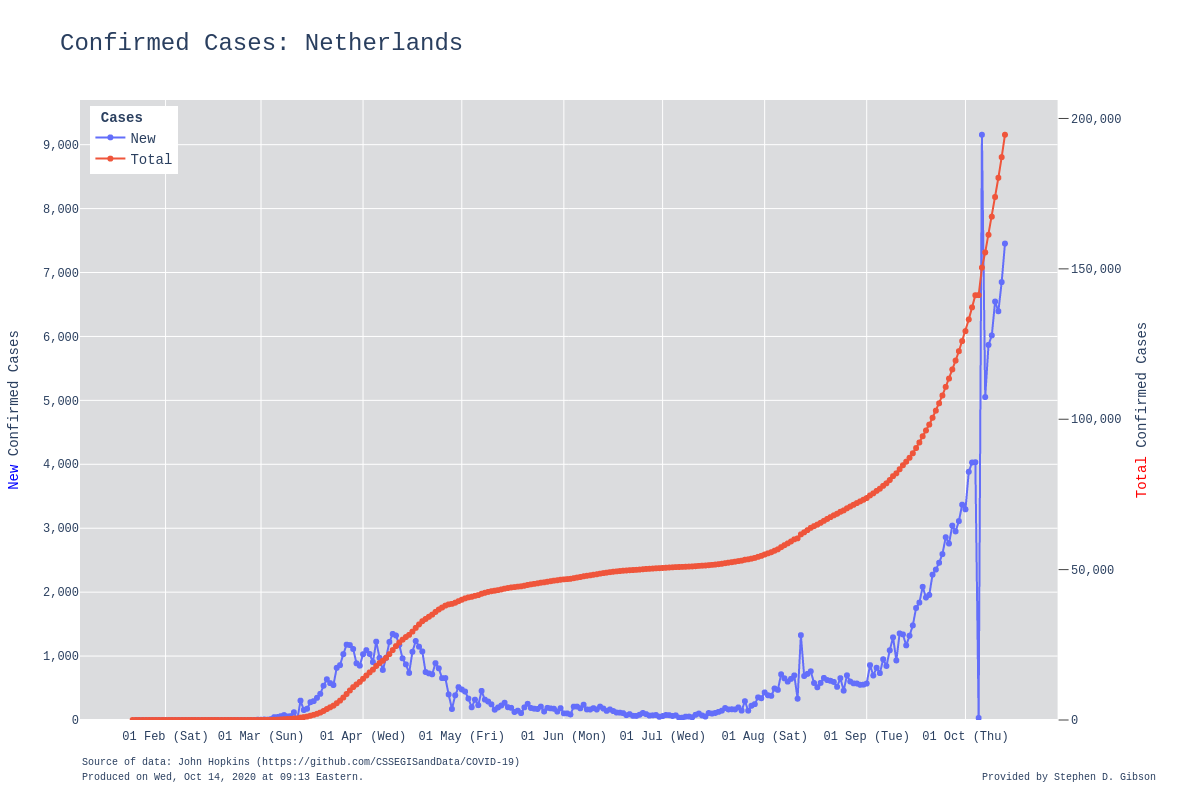 Confirmed Cases: Netherlands
Cases
New
Total
9,000
8,000
7,000
6,000
5,000
4,000
3,000
2,000
1,000
0
New Confirmed Cases
200,000
150,000
100,000
50,000
0
Total Confirmed Cases
01 Feb (Sat) 01 Mar (Sun) 01 Apr (Wed) 01 May (Fri) 01 Jun (Mon) 01 Jul (Wed) 01 Aug (Sat) 01 Sep (Tue) 01 Oct (Thu)
Source of data: John Hopkins (https://github.com/CSSEGISandData/COVID-19)
Produced on Wed, Oct 14, 2020 at 09:13 Eastern.
Provided by Stephen D. Gibson